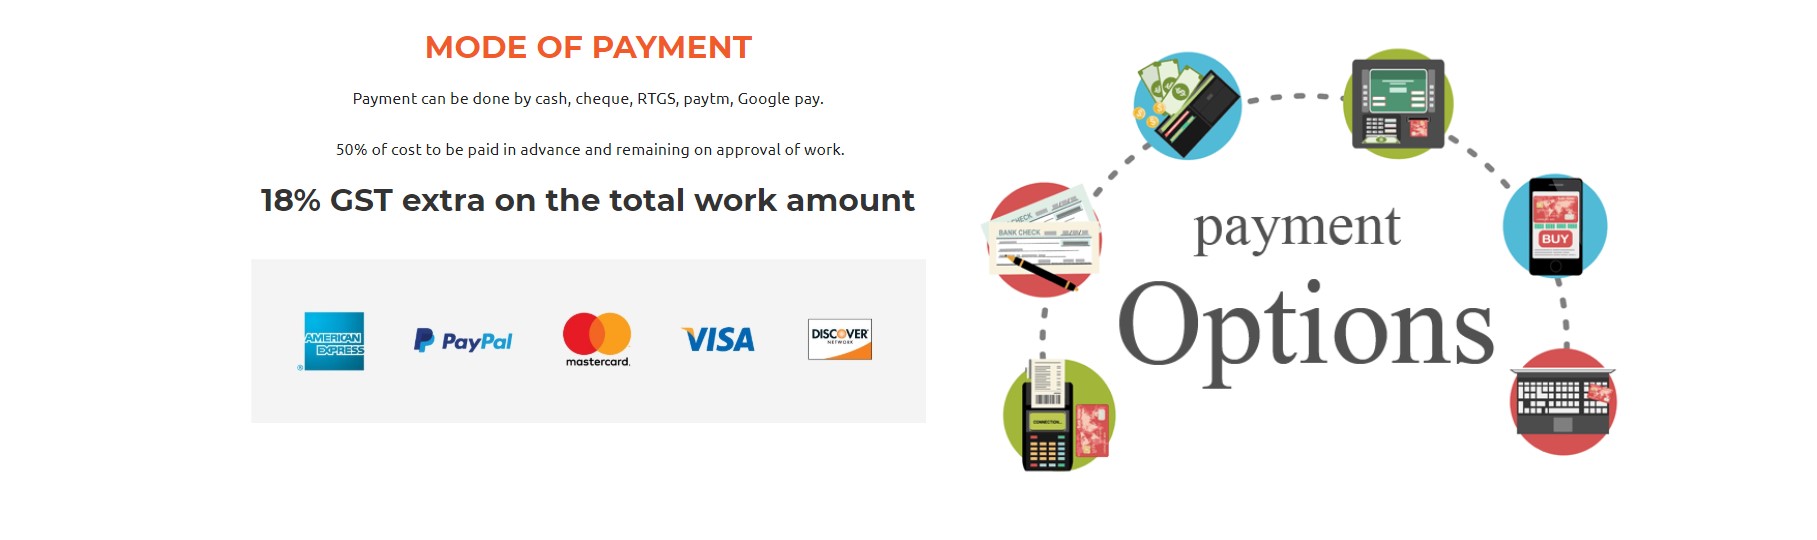 MODE OF PAYMENT
Payment can be done by cash, cheque, RTGS, paytm, Google pay.
50% of cost to be paid in advance and remaining on approval of work.
18% GST extra on the total work amount
AMERICAN
EXPRESS
®
PayPal
mastercard.
VISA
DISCOVER
NETWORK
payment
Options
CHECK
BANK CHECK
BUY
CONNECTION...